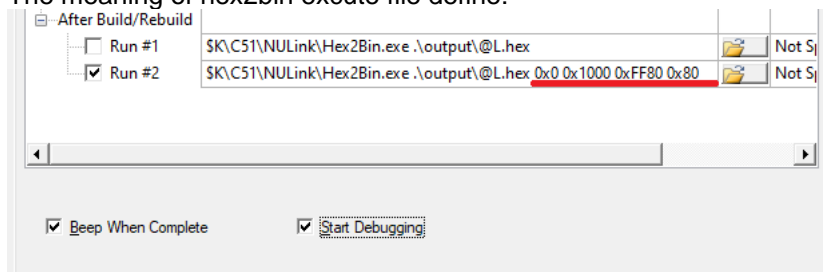 The meaning of hex2bin excute file define:
After Build/Rebuild
Run #1 $K\C51\NULink\Hex2Bin.exe .\output\@L.hex Not S
Run #2 $K\C51\NULink\Hex2Bin.exe .\output\@L.hex 0x0 0x1000 0xFF80 0x80 Not S
Beep When Complete Start Debugging